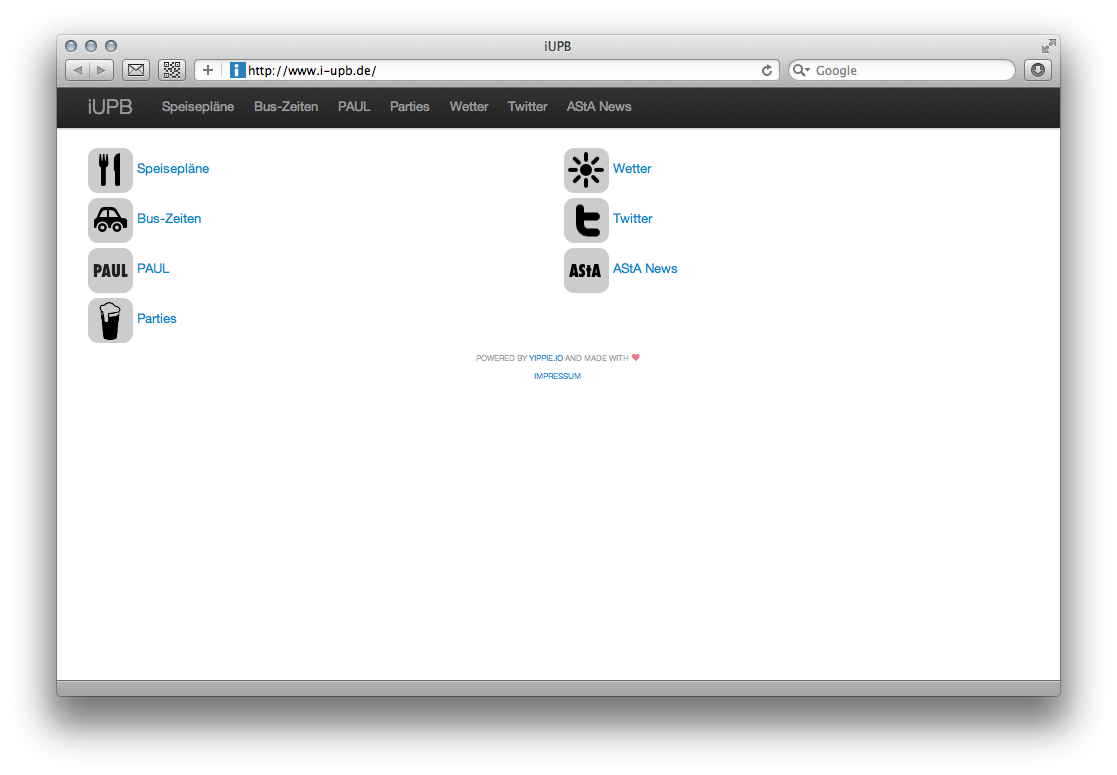 iUPB
http://www.i-upb.de/
Google
iUPB Speisepläne Bus-Zeiten PAUL Parties Wetter Twitter AStA News
Speisepläne
Bus-Zeiten
PAUL PAUL
Parties
Wetter
t Twitter
AStA AStA News
POWERED BY YIPPIE.IO AND MADE WITH ♥
IMPRESSUM